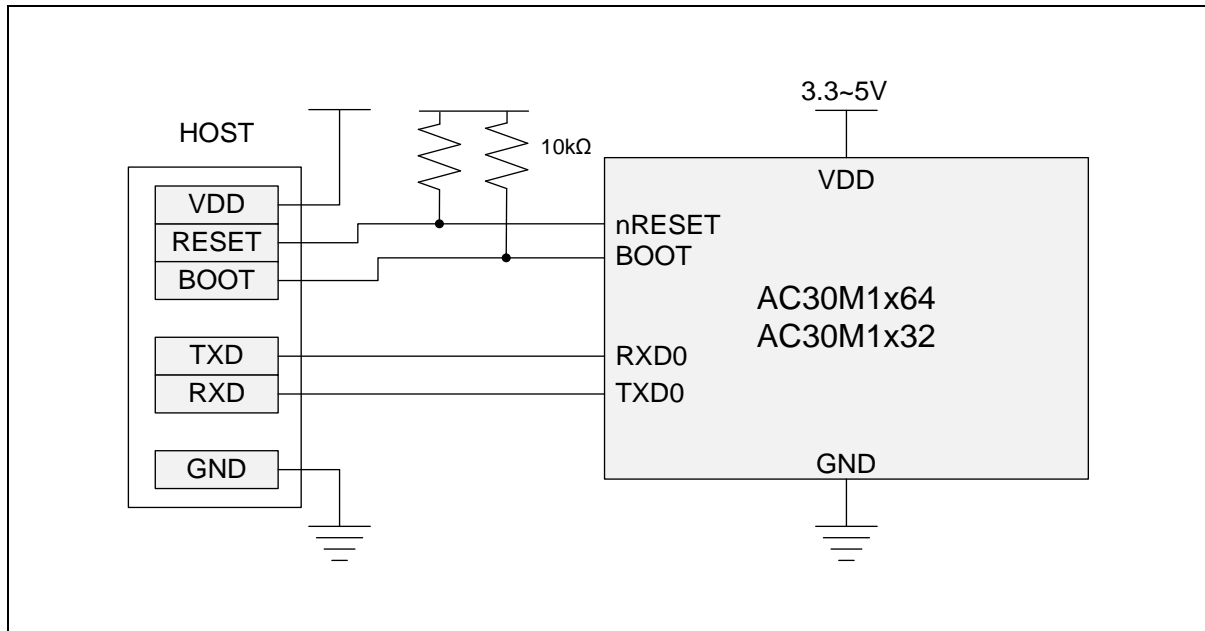 HOST
VDD
RESET
BOOT
TXD
RXD
GND
10kΩ
3.3~5V
VDD
nRESET
BOOT
AC30M1x64
AC30M1x32
RXD0
TXD0
GND